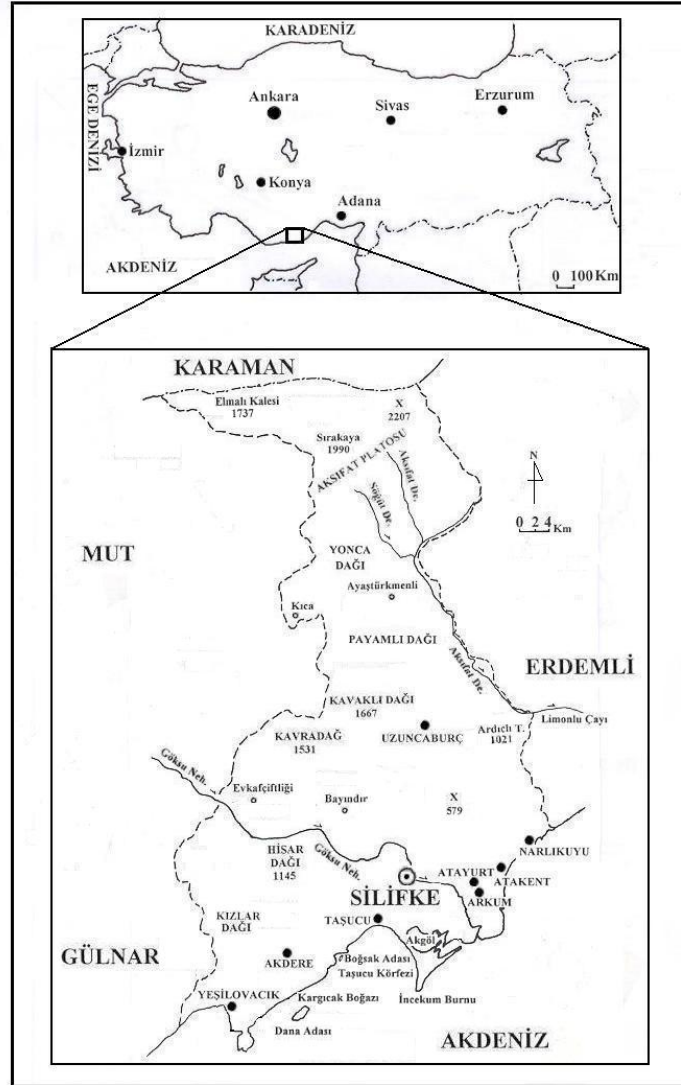 KARADENİZ
EGE DENİZİ
Ankara
Sivas
Erzurum
İzmir
Konya
Adana
AKDENİZ
0 100 Km
KARAMAN
Elmalı Kalesi
1737
X
2207
Sırakaya
1990
AKSIFAT PLATOSU
Aksıfat De.
Söğüt De.
N
0 2 4 Km
MUT
YONCA
DAĞI
Ayaştürkmenli
Kıca
PAYAMLI DAĞI
Aksıfat De.
ERDEMLİ
KAVAKLI DAĞI
1667
Limonlu Çayı
UZUNCABURÇ
Ardıçlı T.
1021
KAVRADAĞ
1531
Göksu Neh.
Evkafçiftliği
Bayındır
X
579
NARLIKUYU
HİSAR
DAĞI
1145
Göksu Neh.
ATAYURT
ATAKENT
SİLİFKE
ARKUM
KIZLAR
DAĞI
TAŞUCU
Akgöl
GÜLNAR
AKDERE
Boğsak Adası
Taşucu Körfezi
YEŞİLOVACIK
Kargıcak Boğazı
İncekum Burnu
Dana Adası
AKDENİZ